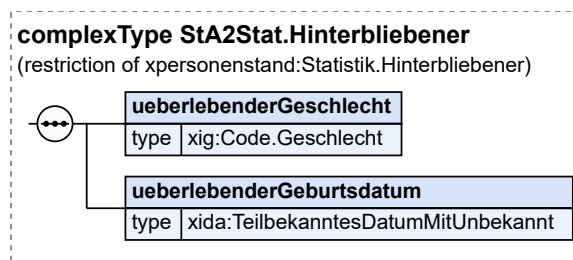 complexType StA2Stat.Hinterbliebener
(restriction of xpersonenstand:Statistik.Hinterbliebener)
ueberlebenderGeschlecht
type xig:Code.Geschlecht
ueberlebenderGeburtsdatum
type xida:TeilbekanntesDatumMitUnbekannt